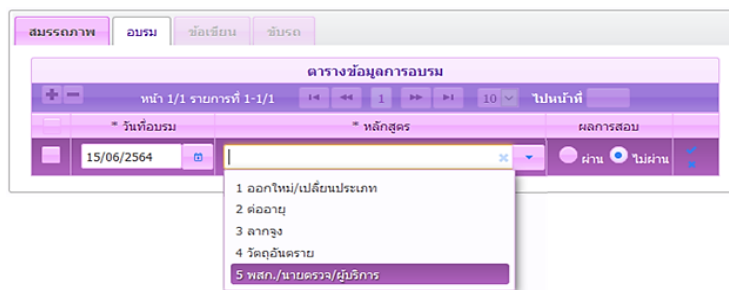 สมรรถภาพ อบรม ข้อเขียน ขับรถ
ตารางข้อมูลการอบรม
หน้า 1/1 รายการที่ 1-1/1 1 10 ไปหน้าที่
* วันที่อบรม * หลักสูตร ผลการสอบ
15/06/2564 ผ่าน ไม่ผ่าน
1 ออกใหม่/เปลี่ยนประเภท
2 ต่ออายุ
3 ลากจูง
4 วัตถุอันตราย
5 พสก./นายตรวจ/ผู้บริการ